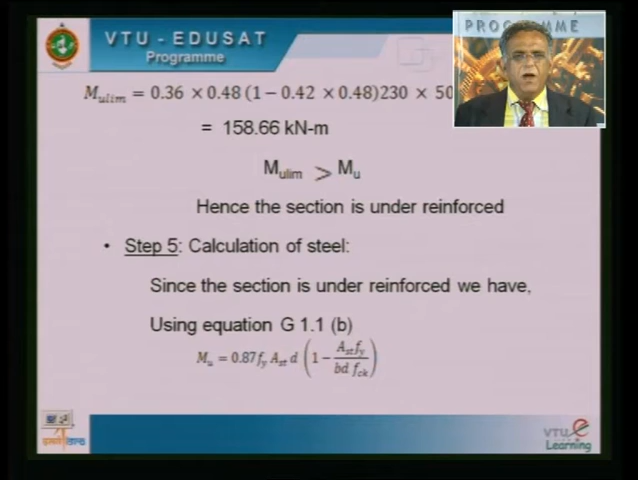 VTU - EDUSAT
Programme
PROGRAMME
M_ulim = 0.36 × 0.48 (1 − 0.42 × 0.48)230 × 50
= 158.66 kN-m
M_ulim > M_u
Hence the section is under reinforced
• Step 5: Calculation of steel:
Since the section is under reinforced we have,
Using equation G 1.1 (b)
M_u = 0.87 f_y A_st d (1 − A_st f_y / bd f_ck)
VTU e
Learning